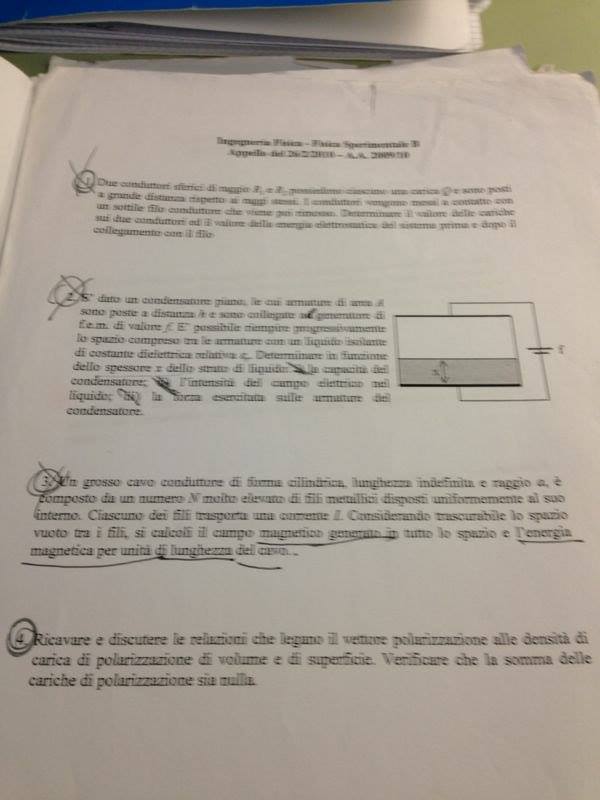 Ingegneria Fisica - Fisica Sperimentale B
Appello del 26/2/2010 - A.A. 2009/10
1. Due conduttori sferici di raggio R₁ e R₂ possiedono ciascuno una carica Q e sono posti
a grande distanza rispetto ai raggi stessi. I conduttori vengono messi a contatto con
un sottile filo conduttore che viene poi rimosso. Determinare il valore delle cariche
sui due conduttori ed il valore della energia elettrostatica del sistema prima e dopo il
collegamento con il filo.
2. E' dato un condensatore piano, le cui armature di area A
sono poste a distanza h e sono collegate al generatore di
f.e.m. di valore f. E' possibile riempire progressivamente
lo spazio compreso tra le armature con un liquido isolante
di costante dielettrica relativa εr. Determinare in funzione
dello spessore x dello strato di liquido: la capacità del
condensatore; l'intensità del campo elettrico nel
liquido; la forza esercitata sulle armature del
condensatore.
f
x
3. Un grosso cavo conduttore di forma cilindrica, lunghezza indefinita e raggio a, è
composto da un numero N molto elevato di fili metallici disposti uniformemente al suo
interno. Ciascuno dei fili trasporta una corrente I. Considerando trascurabile lo spazio
vuoto tra i fili, si calcoli il campo magnetico generato in tutto lo spazio e l'energia
magnetica per unità di lunghezza del cavo.
4. Ricavare e discutere le relazioni che legano il vettore polarizzazione alle densità di
carica di polarizzazione di volume e di superficie. Verificare che la somma delle
cariche di polarizzazione sia nulla.